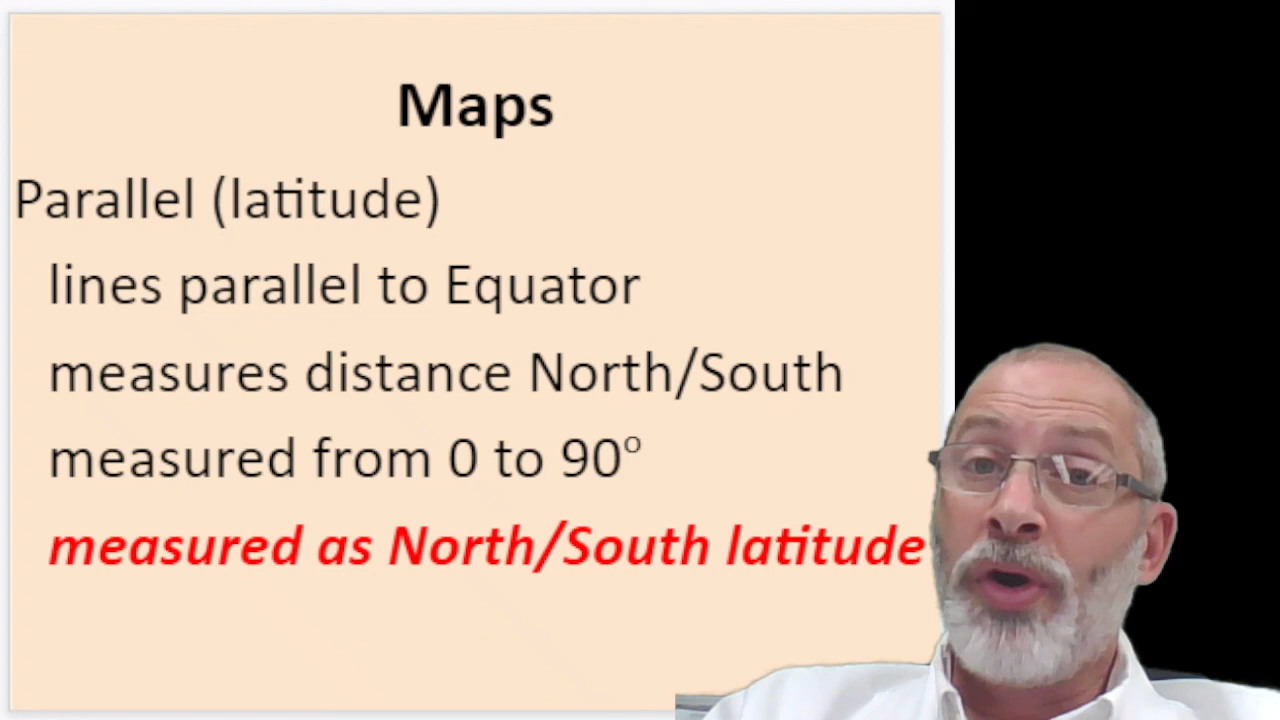 Maps
Parallel (latitude)
lines parallel to Equator
measures distance North/South
measured from 0 to 90º
measured as North/South latitude